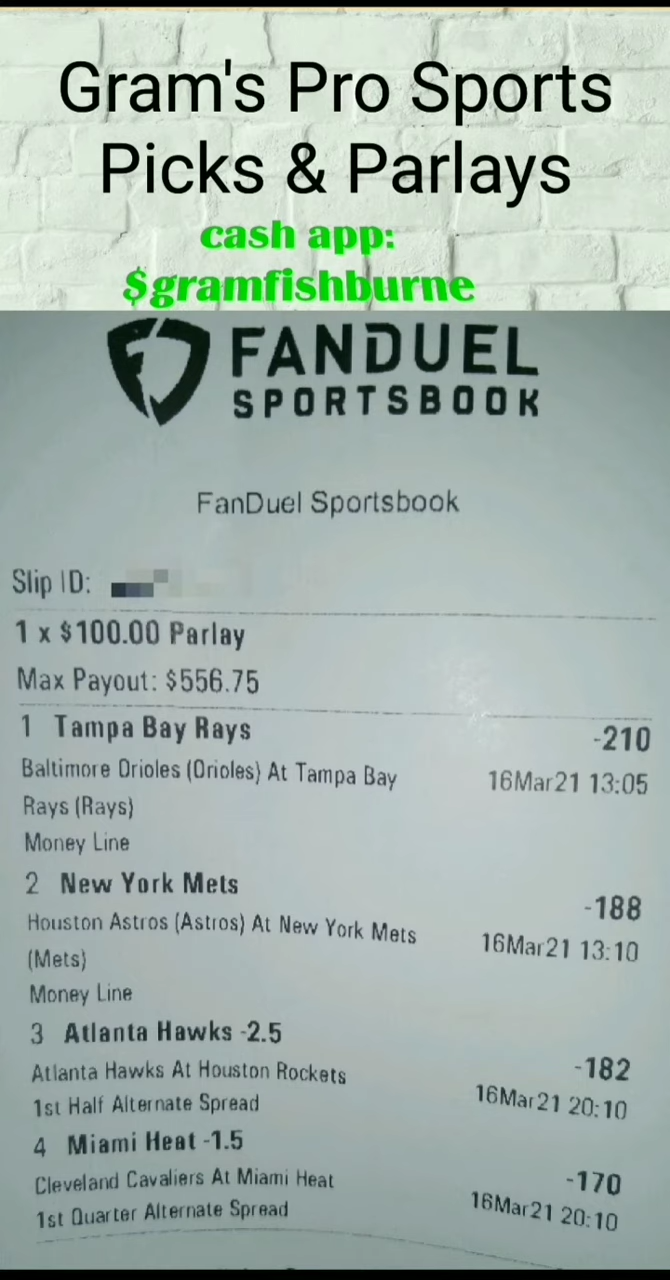 Gram's Pro Sports
Picks & Parlays
cash app:
$gramfishburne
FANDUEL
SPORTSBOOK
FanDuel Sportsbook
Slip ID:
1 x $100.00 Parlay
Max Payout: $556.75
1 Tampa Bay Rays -210
Baltimore Orioles (Orioles) At Tampa Bay 16Mar21 13:05
Rays (Rays)
Money Line
2 New York Mets -188
Houston Astros (Astros) At New York Mets 16Mar21 13:10
(Mets)
Money Line
3 Atlanta Hawks -2.5 -182
Atlanta Hawks At Houston Rockets 16Mar21 20:10
1st Half Alternate Spread
4 Miami Heat -1.5 -170
Cleveland Cavaliers At Miami Heat 16Mar21 20:10
1st Quarter Alternate Spread